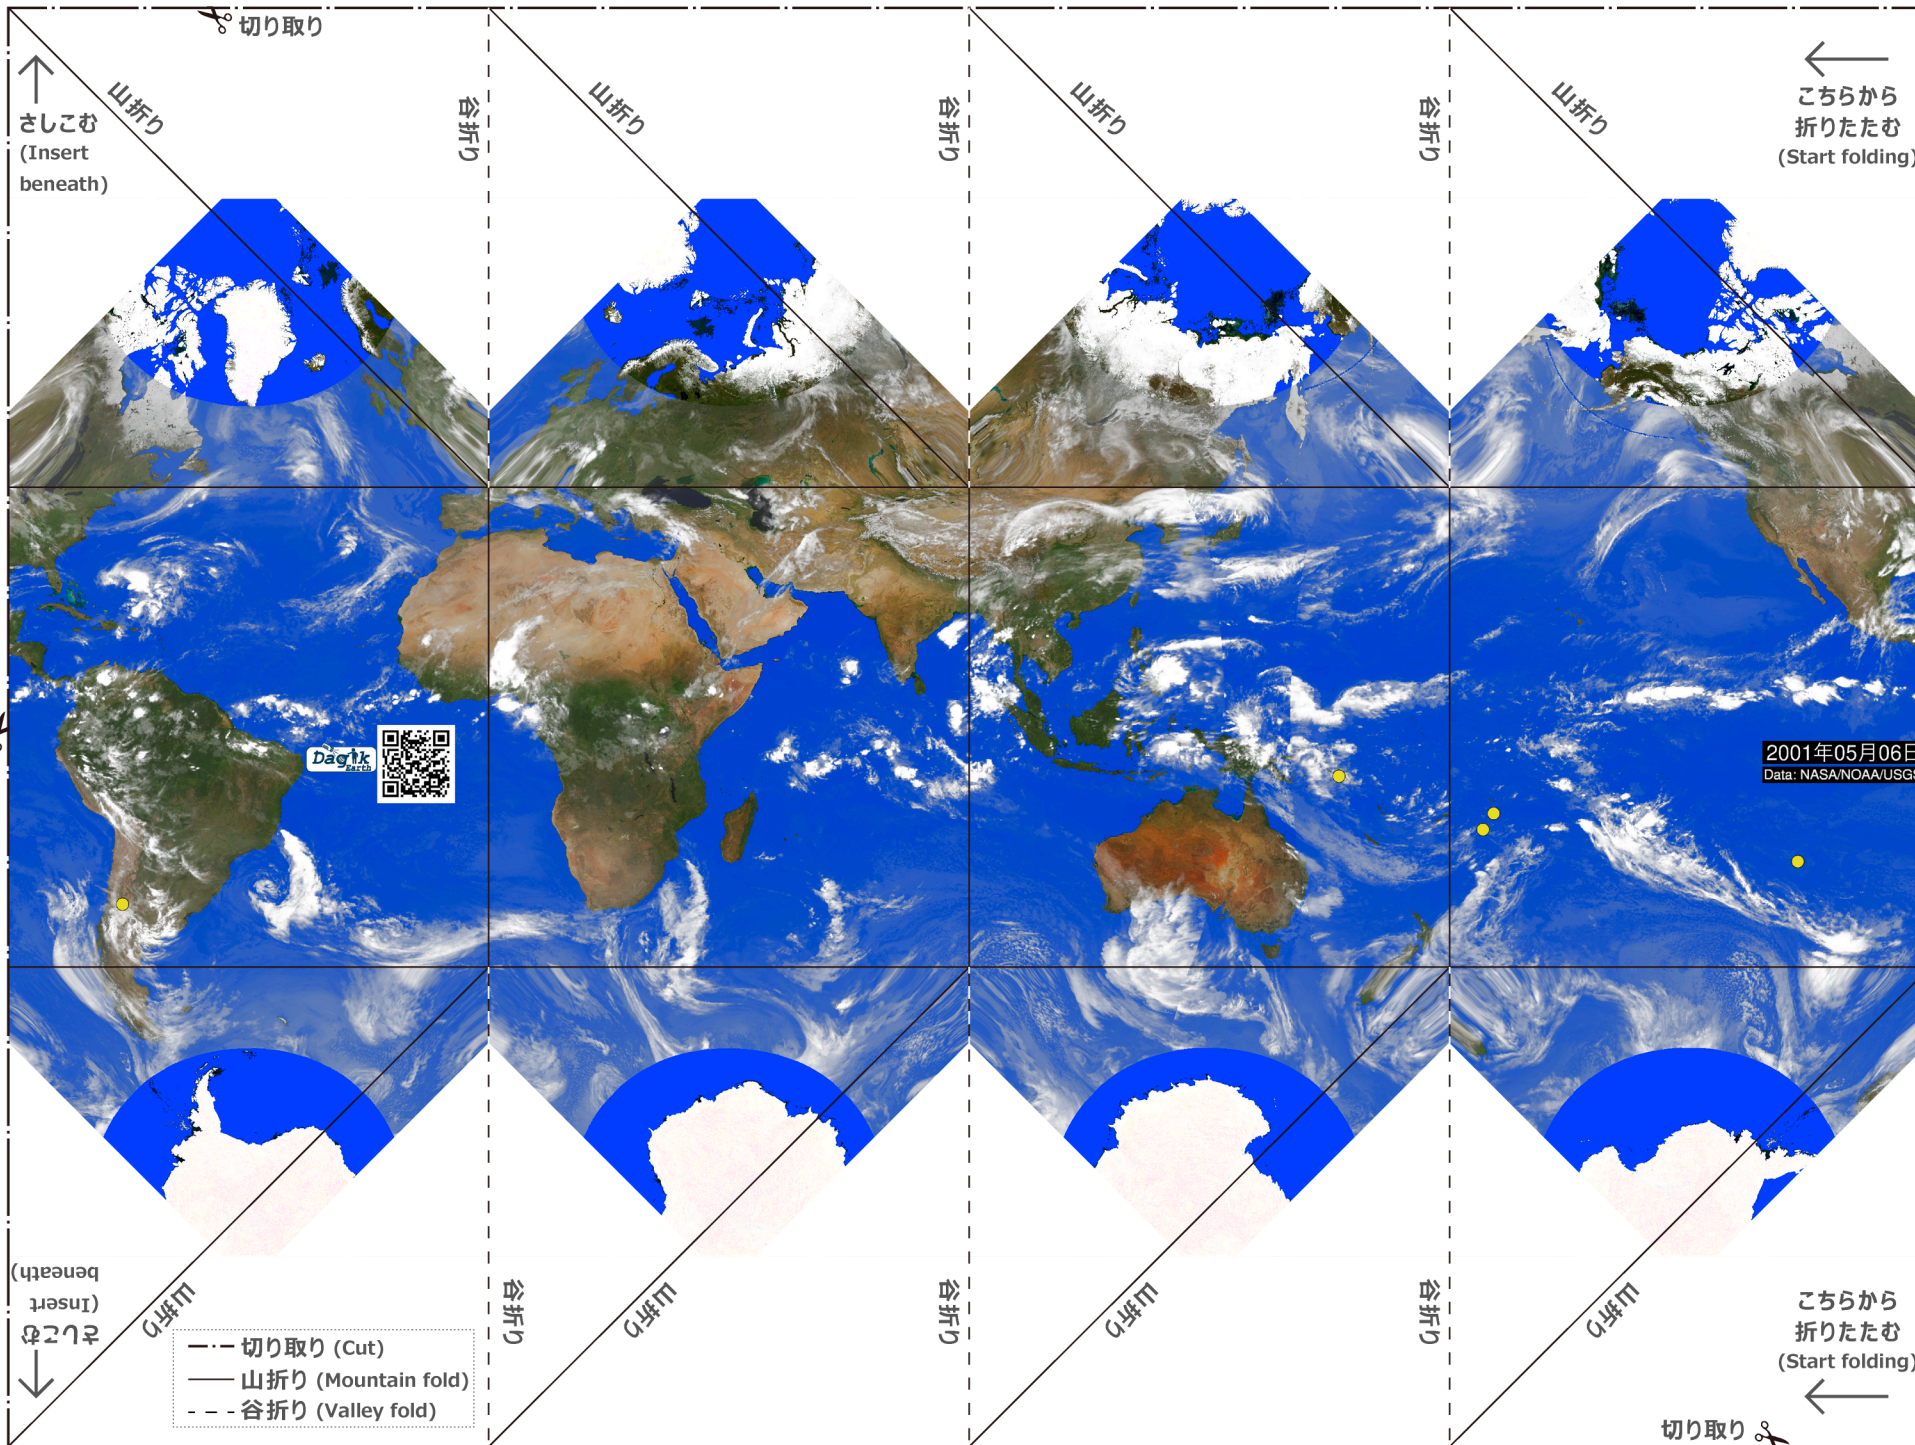 切り取り
山折り
山折り
山折り
山折り
谷折り
谷折り
谷折り
さしこむ
(Insert
beneath)
こちらから
折りたたむ
(Start folding)
Dagik
Earth
2001年05月06日
Data: NASA/NOAA/USGS
さしこむ
(Insert
beneath)
山折り
山折り
山折り
山折り
谷折り
谷折り
谷折り
切り取り (Cut)
山折り (Mountain fold)
谷折り (Valley fold)
こちらから
折りたたむ
(Start folding)
切り取り